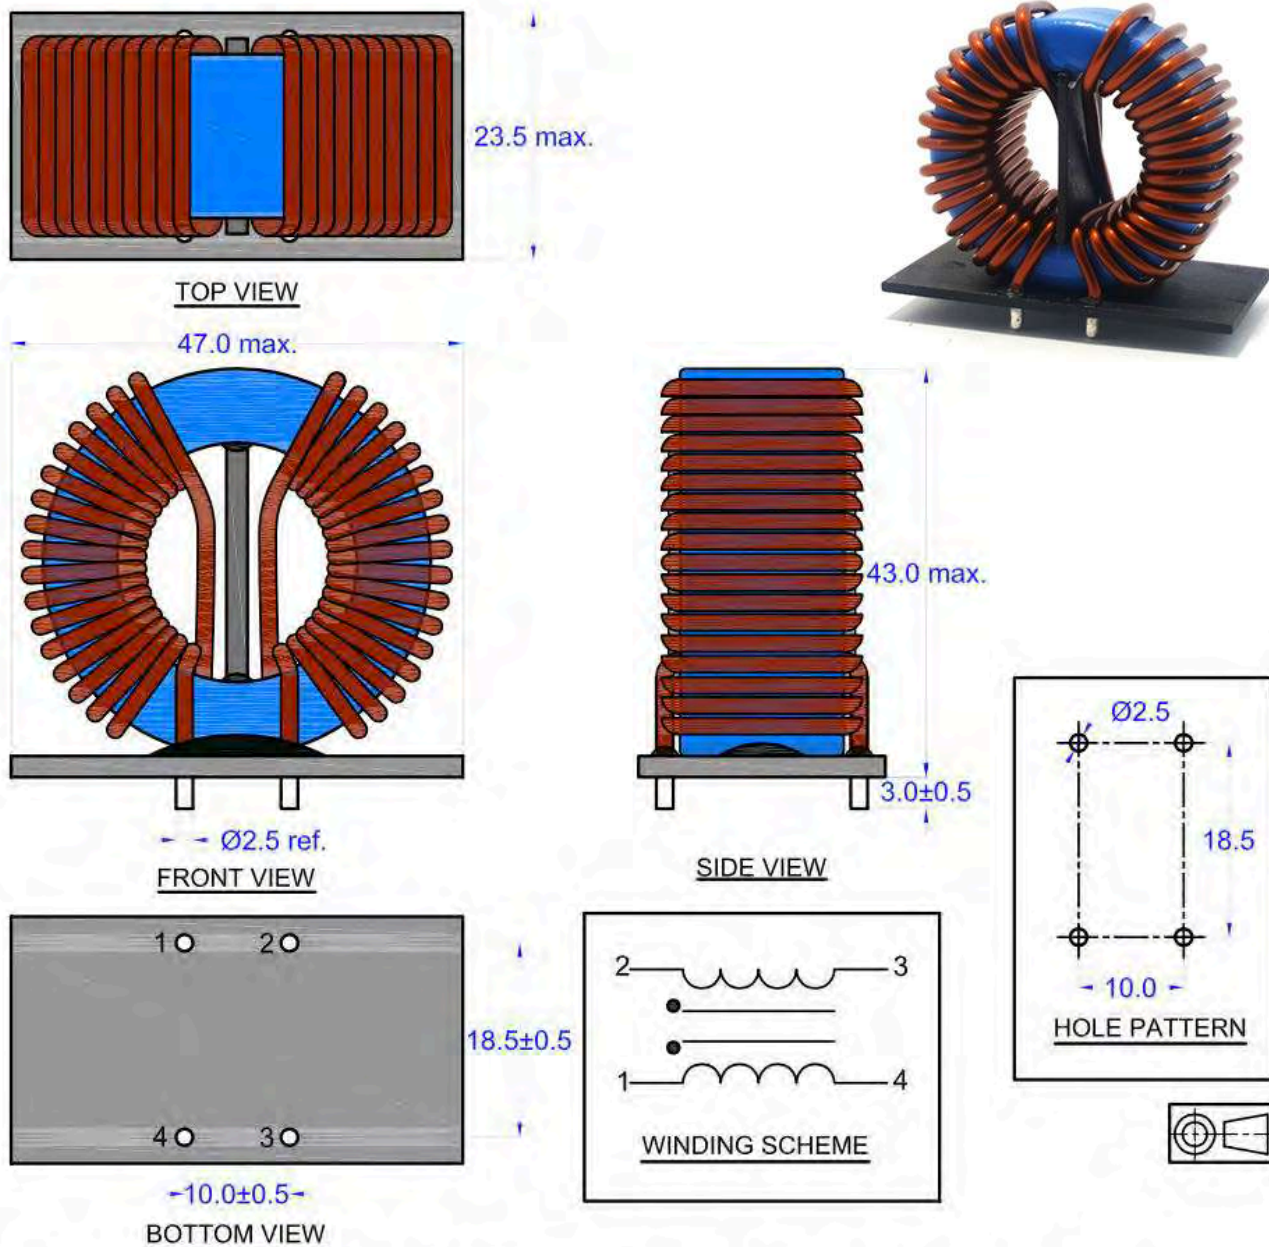 23.5 max.
TOP VIEW
47.0 max.
43.0 max.
3.0±0.5
Ø2.5 ref.
FRONT VIEW
SIDE VIEW
Ø2.5
18.5
10.0
HOLE PATTERN
1 2
18.5±0.5
4 3
10.0±0.5
BOTTOM VIEW
2 3
1 4
WINDING SCHEME